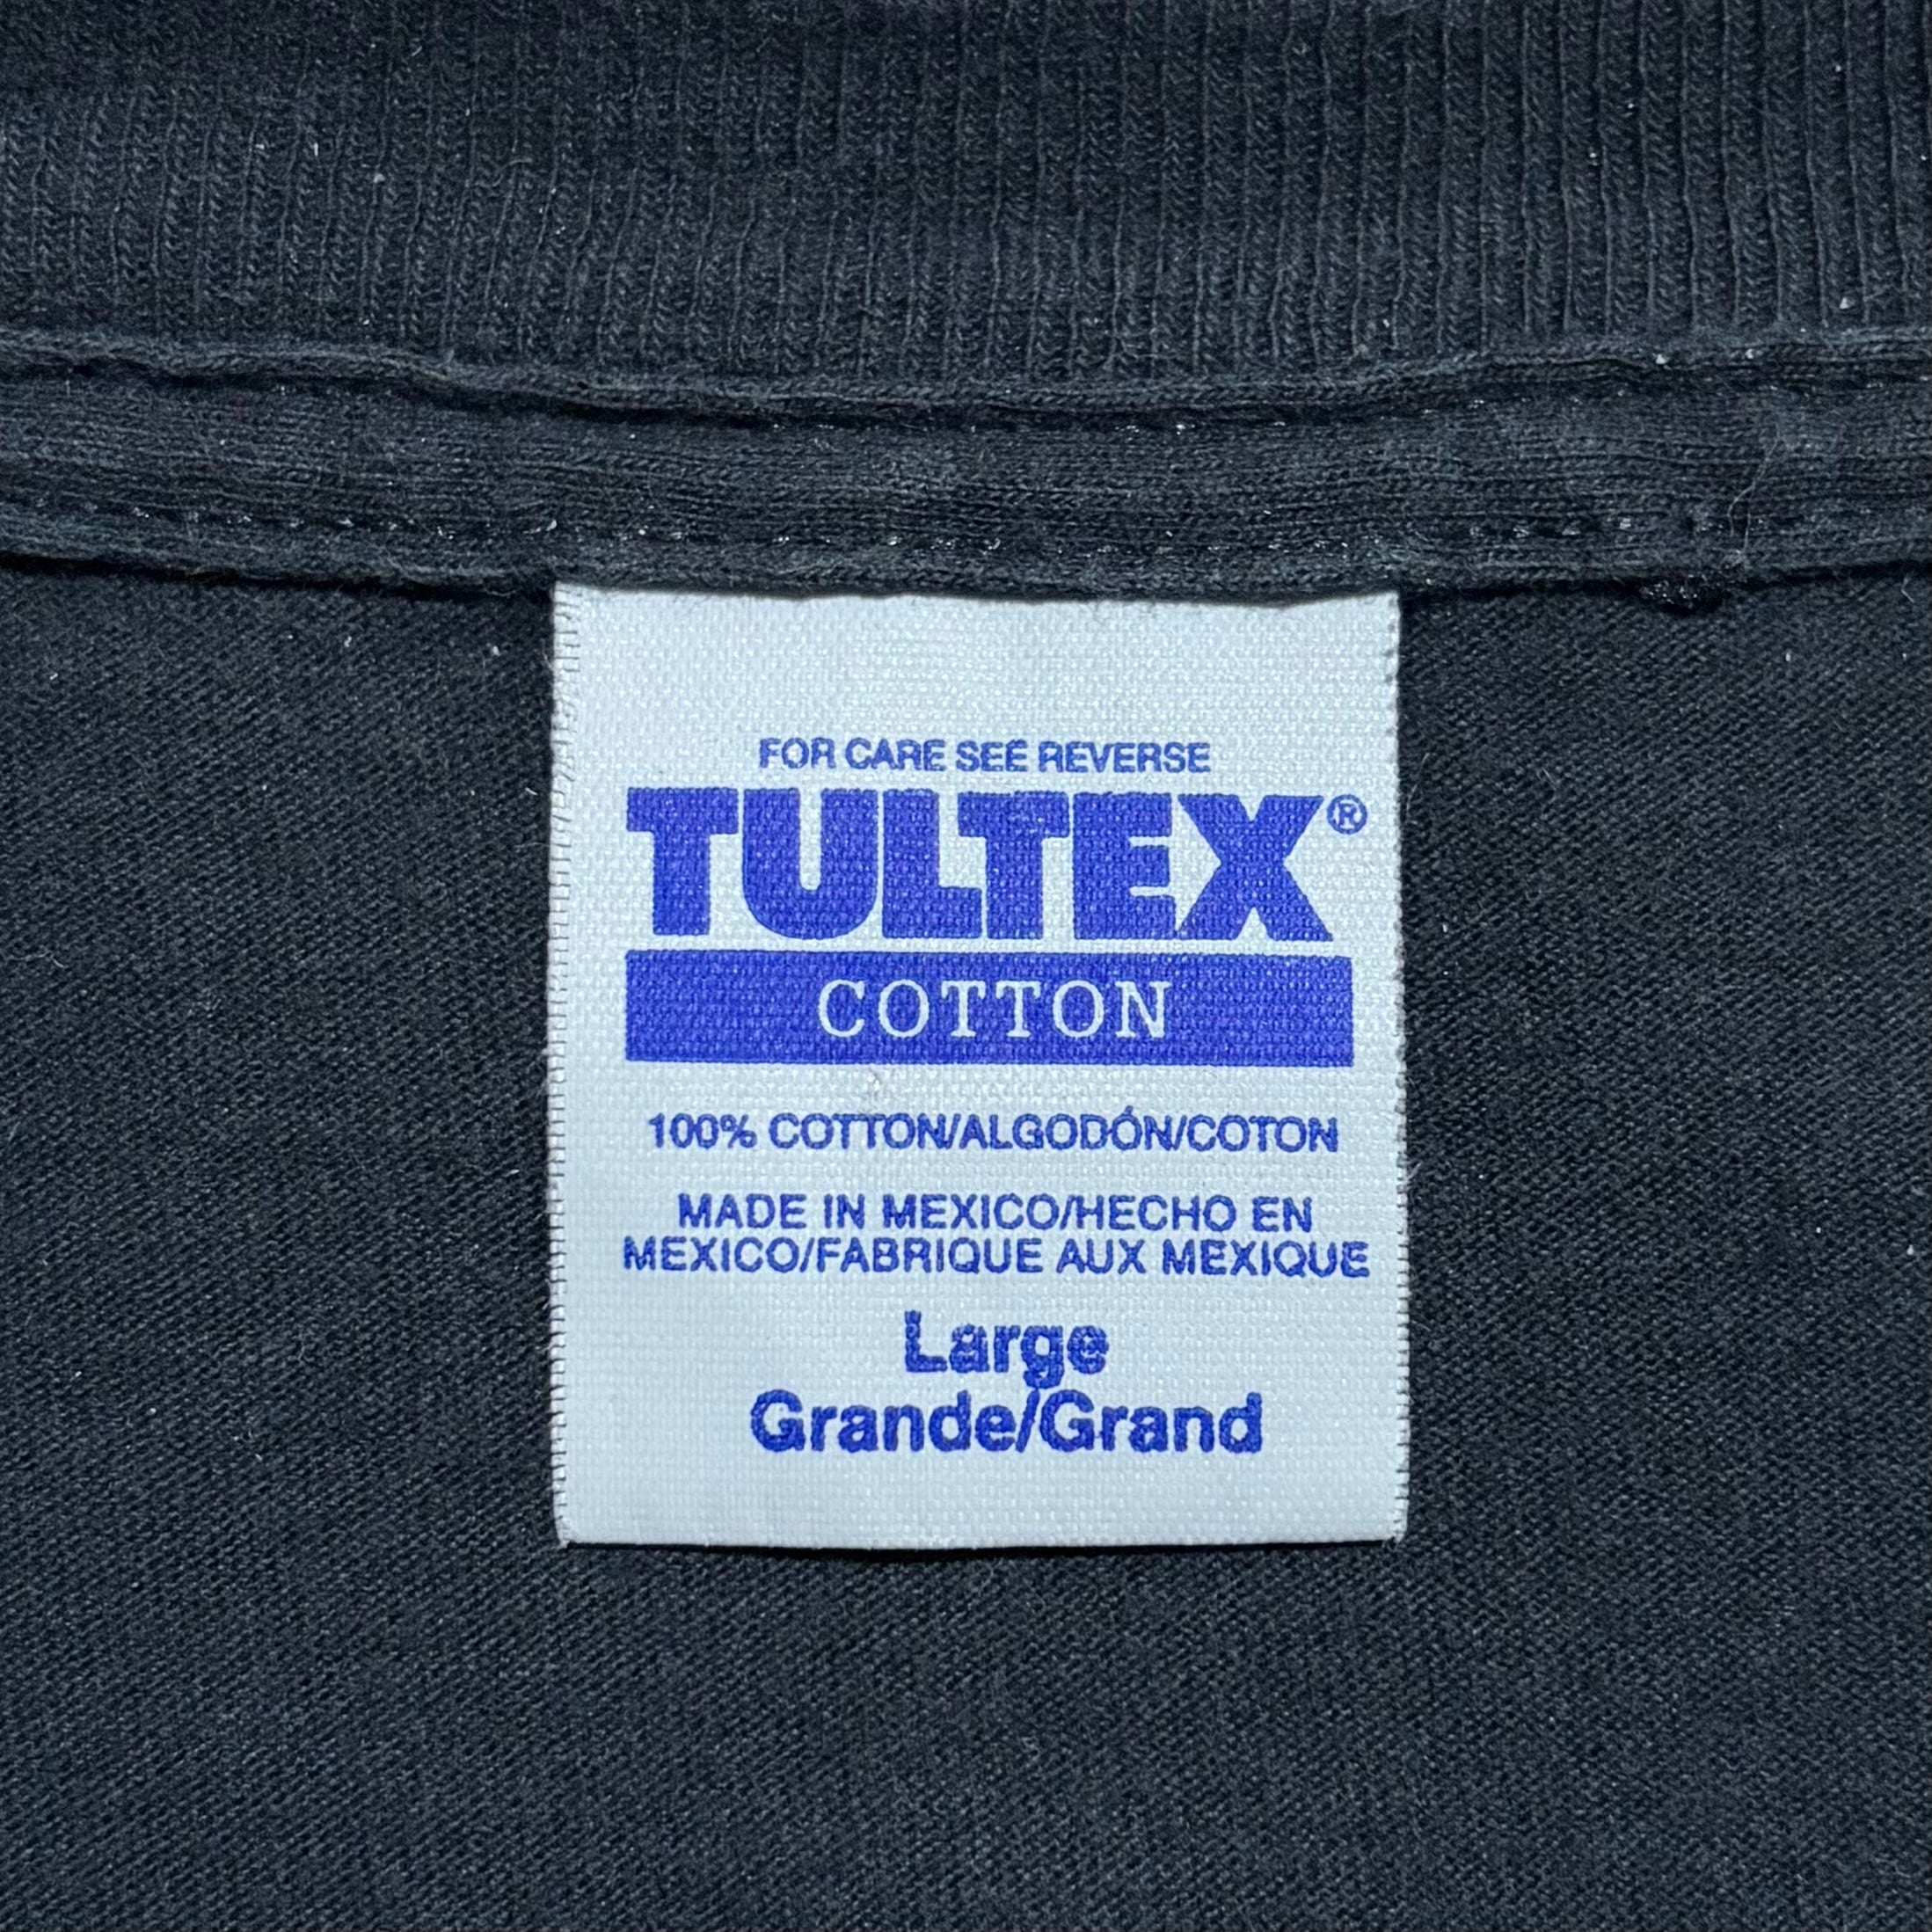 FOR CARE SEE REVERSE
TULTEX®
COTTON
100% COTTON/ALGODÓN/COTON
MADE IN MEXICO/HECHO EN
MEXICO/FABRIQUE AUX MEXIQUE
Large
Grande/Grand